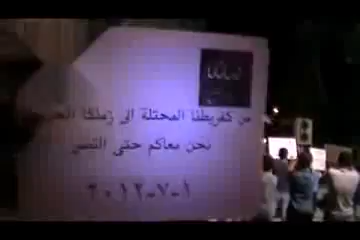 من كفربطنا المحتلة الى زملكا
نحن معاكم حتى النصر
١-٧-٢٠١٢